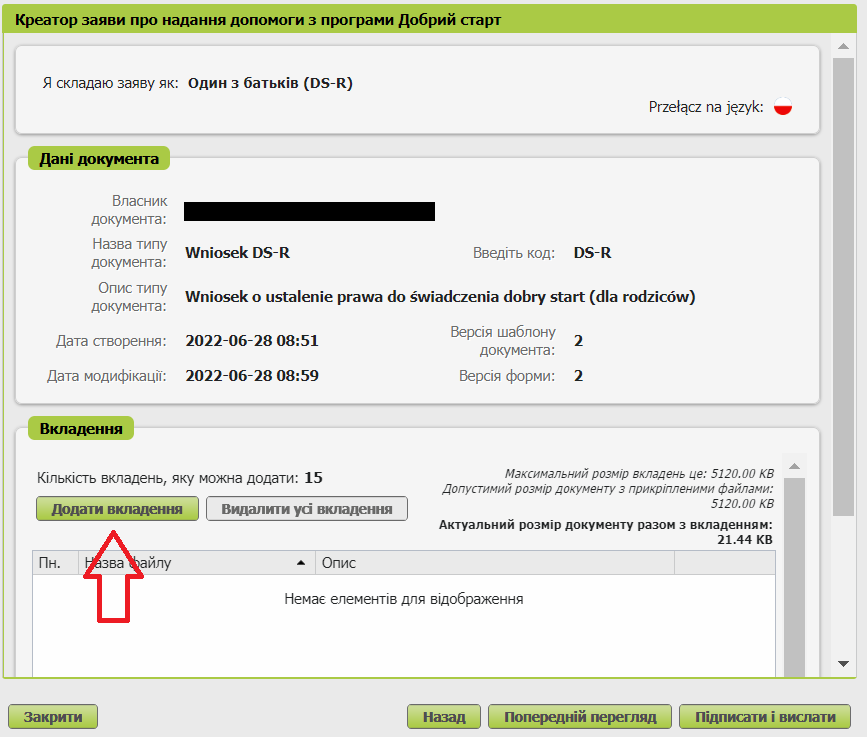 Креатор заяви про надання допомоги з програми Добрий старт
Я складаю заяву як: Один з батьків (DS-R)
Przełącz na język:
Дані документа
Власник
документа:
Назва типу
документа:
Wniosek DS-R
Введіть код: DS-R
Опис типу
документа:
Wniosek o ustalenie prawa do świadczenia dobry start (dla rodziców)
Дата створення: 2022-06-28 08:51
Версія шаблону
документа:
2
Дата модифікації: 2022-06-28 08:59
Версія форми: 2
Вкладення
Кількість вкладень, яку можна додати: 15
Додати вкладення
Видалити усі вкладення
Максимальний розмір вкладень це: 5120.00 KB
Допустимий розмір документу з прикріпленими файлами:
5120.00 KB
Актуальний розмір документу разом з вкладенням:
21.44 KB
Пн. Назва файлу Опис
Немає елементів для відображення
Закрити Назад Попередній перегляд Підписати і вислати